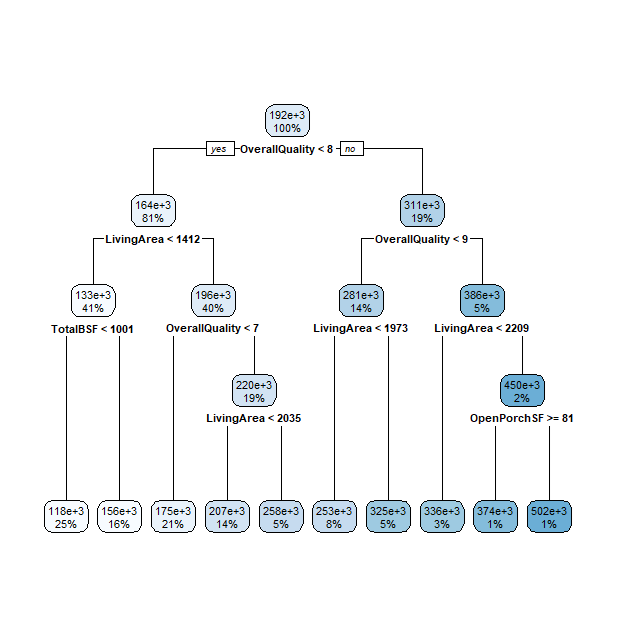 192e+3
100%
yes OverallQuality < 8 no
164e+3 311e+3
81% 19%
LivingArea < 1412 OverallQuality < 9
133e+3 196e+3 281e+3 386e+3
41% 40% 14% 5%
TotalBSF < 1001 OverallQuality < 7 LivingArea < 1973 LivingArea < 2209
220e+3 450e+3
19% 2%
LivingArea < 2035 OpenPorchSF >= 81
118e+3 156e+3 175e+3 207e+3 258e+3 253e+3 325e+3 336e+3 374e+3 502e+3
25% 16% 21% 14% 5% 8% 5% 3% 1% 1%